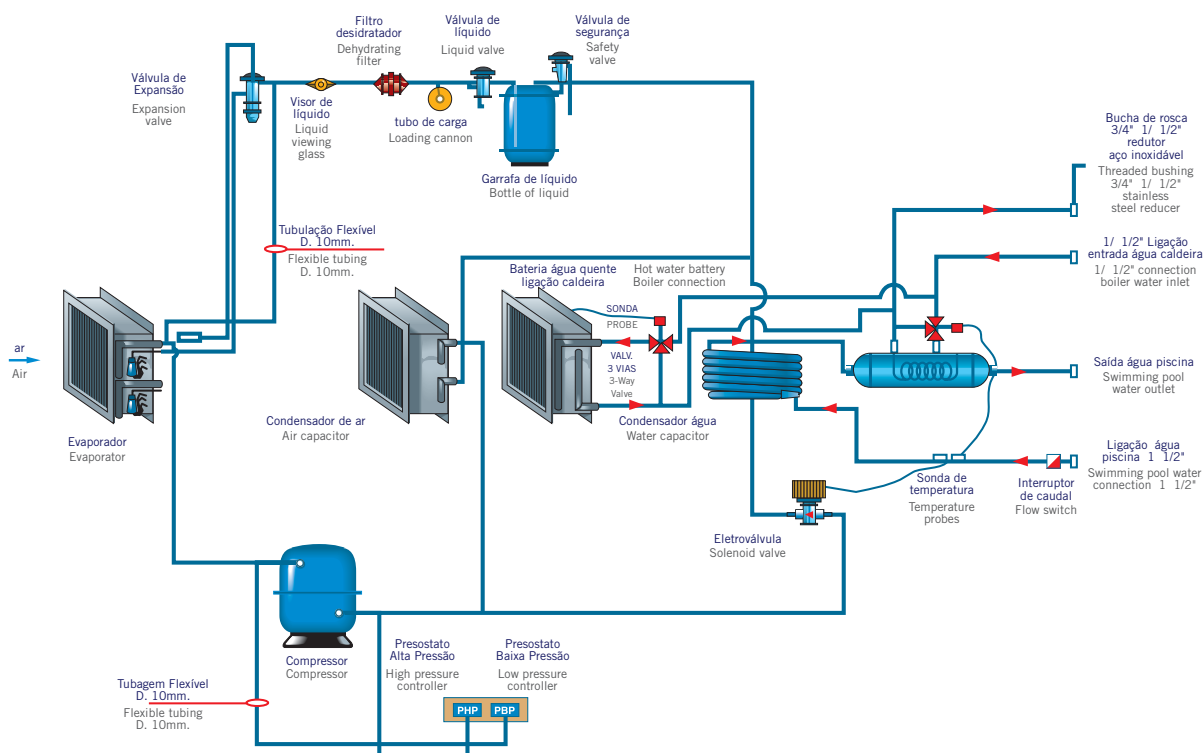 Filtro
desidratador
Dehydrating
filter
Válvula de
líquido
Liquid valve
Válvula de
segurança
Safety
valve
Válvula de
Expansão
Expansion
valve
Visor de
líquido
Liquid
viewing
glass
tubo de carga
Loading cannon
Garrafa de líquido
Bottle of liquid
Bucha de rosca
3/4" 1/ 1/2"
redutor
aço inoxidável
Threaded bushing
3/4" 1/ 1/2"
stainless
steel reducer
Tubulação Flexível
D. 10mm.
Flexible tubing
D. 10mm.
1/ 1/2" Ligação
entrada água caldeira
1/ 1/2" connection
boiler water inlet
Bateria água quente
ligação caldeira
Hot water battery
Boiler connection
SONDA
PROBE
VALV.
3 VIAS
3-Way
Valve
ar
Air
Saída água piscina
Swimming pool
water outlet
Evaporador
Evaporator
Condensador de ar
Air capacitor
Condensador água
Water capacitor
Ligação água
piscina 1 1/2"
Swimming pool water
connection 1 1/2"
Interruptor
de caudal
Flow switch
Sonda de
temperatura
Temperature
probes
Eletroválvula
Solenoid valve
Compressor
Compressor
Presostato
Alta Pressão
High pressure
controller
Presostato
Baixa Pressão
Low pressure
controller
PHP
PBP
Tubagem Flexível
D. 10mm.
Flexible tubing
D. 10mm.